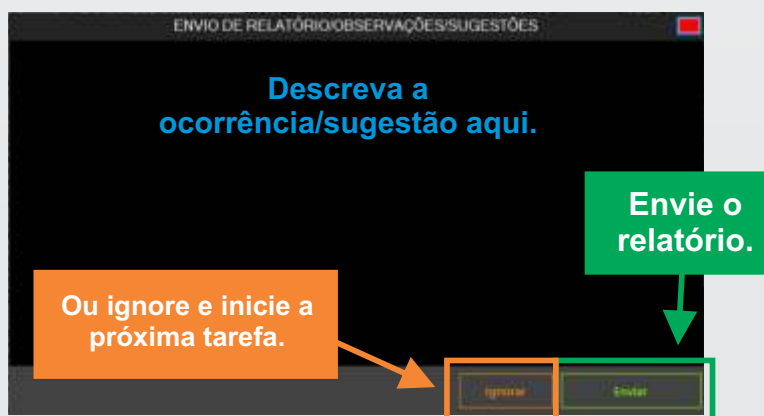 ENVIO DE RELATÓRIO/OBSERVAÇÕES/SUGESTÕES
Descreva a
ocorrência/sugestão aqui.
Envie o
relatório.
Ou ignore e inicie a
próxima tarefa.
Ignorar
Enviar